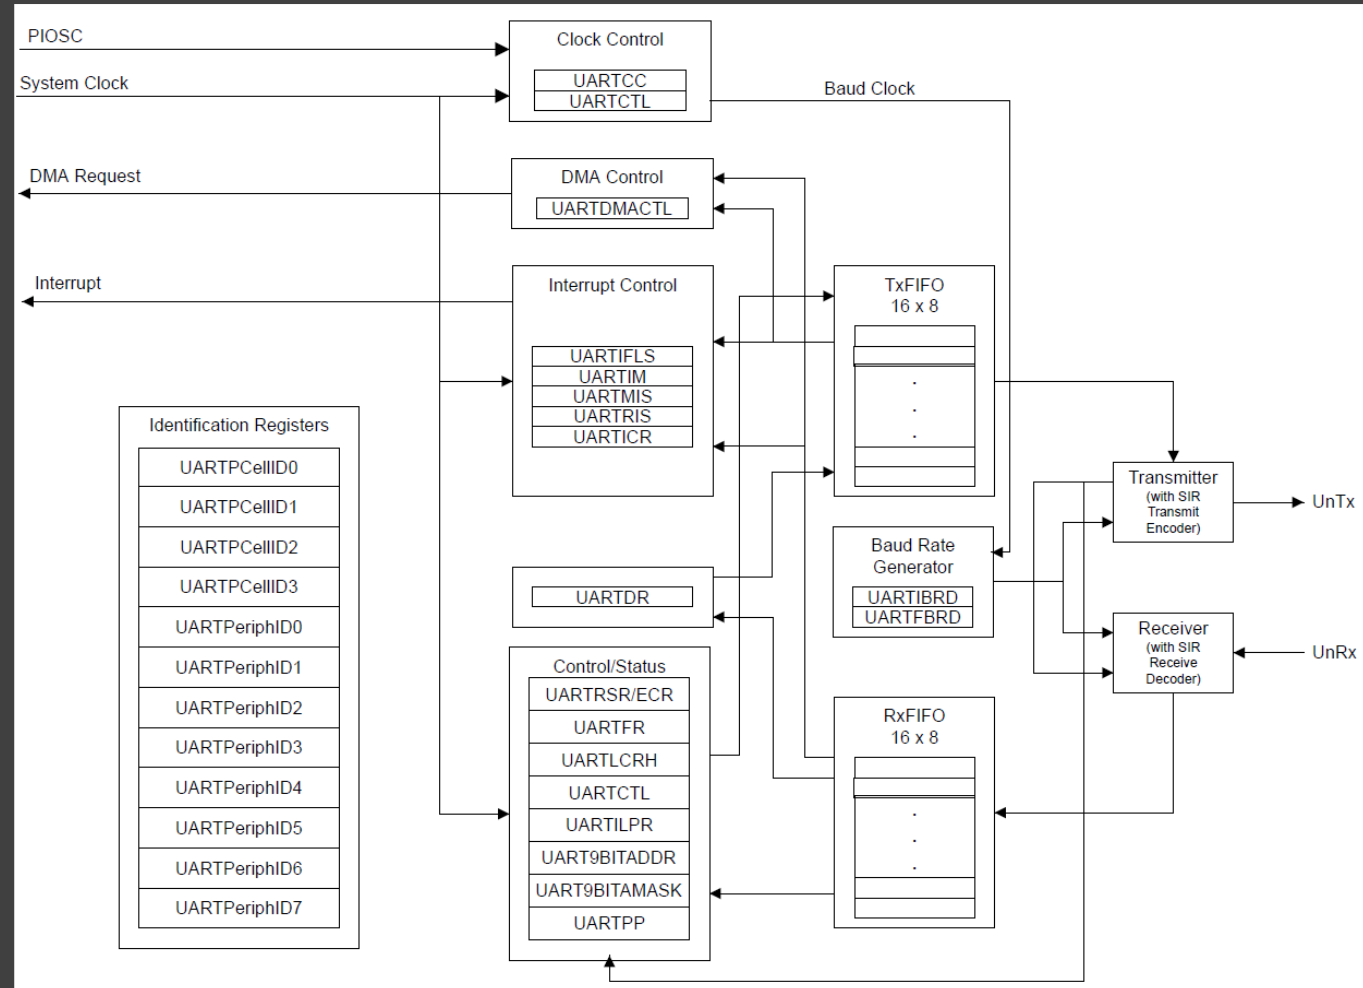 PIOSC
System Clock
Clock Control
UARTCC
UARTCTL
Baud Clock
DMA Request
DMA Control
UARTDMACTL
Interrupt
Interrupt Control
UARTIFLS
UARTIM
UARTMIS
UARTRIS
UARTICR
TxFIFO
16 x 8
.
.
.
Identification Registers
UARTPCellID0
UARTPCellID1
UARTPCellID2
UARTPCellID3
UARTPeriphID0
UARTPeriphID1
UARTPeriphID2
UARTPeriphID3
UARTPeriphID4
UARTPeriphID5
UARTPeriphID6
UARTPeriphID7
UARTDR
Control/Status
UARTRSR/ECR
UARTFR
UARTLCRH
UARTCTL
UARTILPR
UART9BITADDR
UART9BITAMASK
UARTPP
Baud Rate
Generator
UARTIBRD
UARTFBRD
RxFIFO
16 x 8
.
.
.
Transmitter
(with SIR
Transmit
Encoder)
UnTx
Receiver
(with SIR
Receive
Decoder)
UnRx